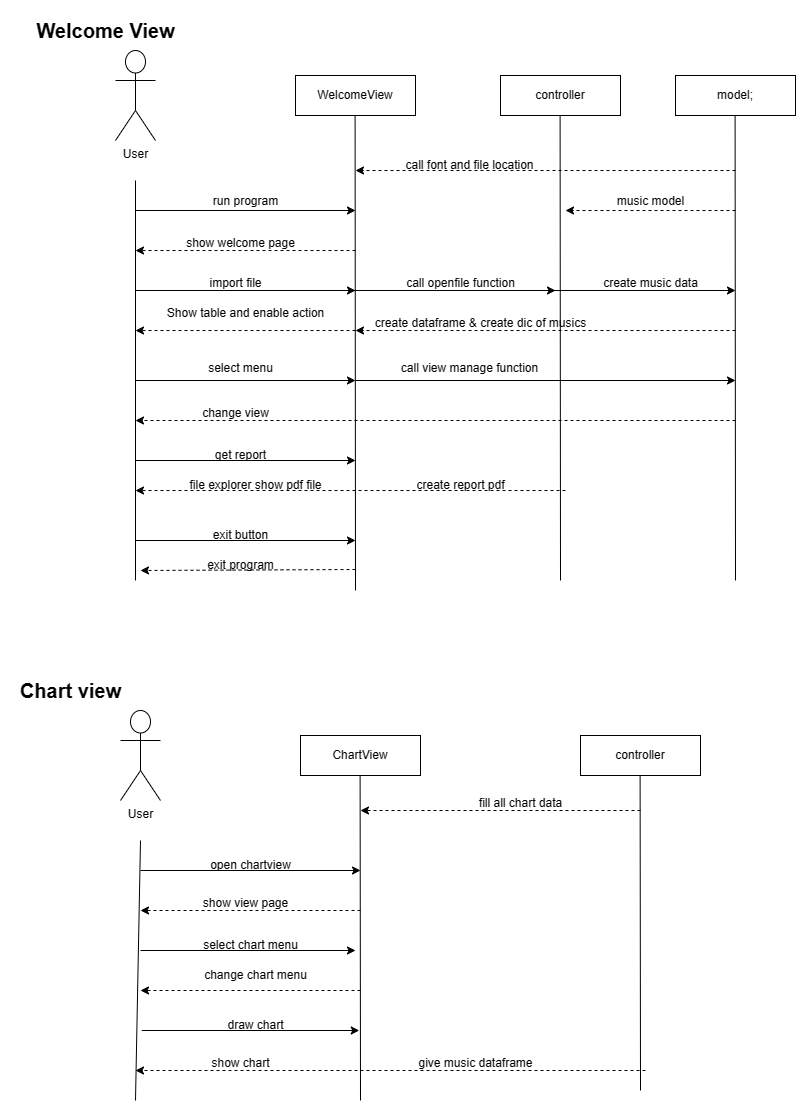 Welcome View
WelcomeView
controller
model;
User
call font and file location
run program
music model
show welcome page
import file
call openfile function
create music data
Show table and enable action
create dataframe & create dic of musics
select menu
call view manage function
change view
get report
file explorer show pdf file
create report pdf
exit button
exit program
Chart view
ChartView
controller
User
fill all chart data
open chartview
show view page
select chart menu
change chart menu
draw chart
show chart
give music dataframe